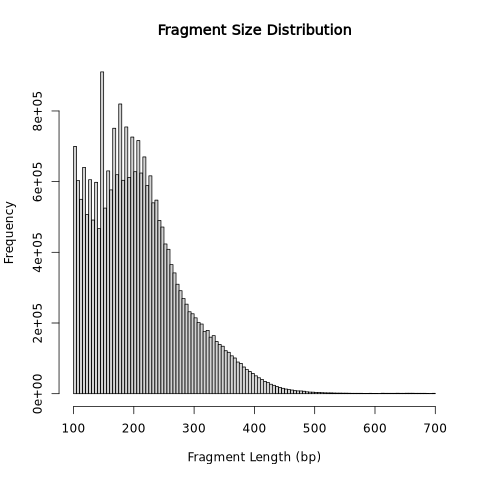 Fragment Size Distribution
Frequency
8e+05
6e+05
4e+05
2e+05
0e+00
100 200 300 400 500 600 700
Fragment Length (bp)